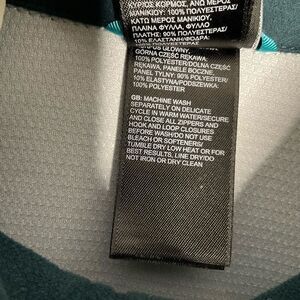 ΚΥΡΙΟΣ ΚΟΡΜΟΣ, ΑΝΩ ΜΕΡΟΣ
ΜΑΝΙΚΙΟΥ: 100% ΠΟΛΥΕΣΤΕΡΑΣ/
ΚΑΤΩ ΜΕΡΟΣ ΜΑΝΙΚΙΟΥ,
ΠΛΑΪΝΑ ΦΥΛΛΑ, ΦΥΛΛΟ
ΠΛΑΤΗΣ: 90% ΠΟΛΥΕΣΤΕΡΑΣ/
10% ΕΛΑΣΤΑΝΗ/ΦΟΔΡΑ:
100% ΠΟΛΥΕΣΤΕΡΑΣ
GŁÓWNY,
GÓRNA CZĘŚĆ RĘKAWA:
100% POLYESTER/DOLNA CZĘŚĆ
RĘKAWA, PANELE BOCZNE,
PANEL TYLNY: 90% POLYESTER/
10% ELASTYNA/PODSZEWKA:
100% POLYESTER
GB: MACHINE WASH
SEPARATELY ON DELICATE
CYCLE IN WARM WATER/SECURE
AND CLOSE ALL ZIPPERS AND
HOOK AND LOOP CLOSURES
BEFORE WASH/DO NOT USE
BLEACH OR SOFTENERS/
TUMBLE DRY LOW HEAT OR FOR
BEST RESULTS, LINE DRY/DO
NOT IRON OR DRY CLEAN